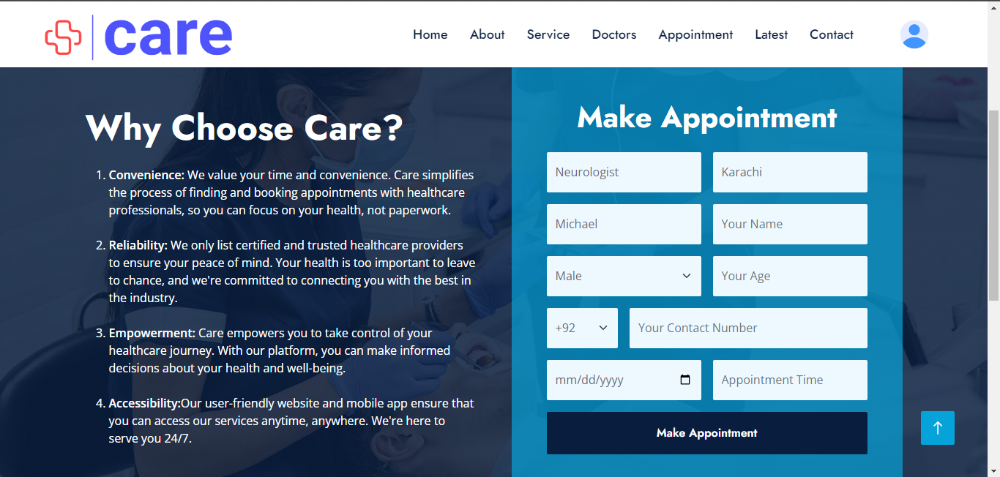 care
Home About Service Doctors Appointment Latest Contact
Why Choose Care?
1. Convenience: We value your time and convenience. Care simplifies
the process of finding and booking appointments with healthcare
professionals, so you can focus on your health, not paperwork.
2. Reliability: We only list certified and trusted healthcare providers
to ensure your peace of mind. Your health is too important to leave
to chance, and we're committed to connecting you with the best in
the industry.
3. Empowerment: Care empowers you to take control of your
healthcare journey. With our platform, you can make informed
decisions about your health and well-being.
4. Accessibility:Our user-friendly website and mobile app ensure that
you can access our services anytime, anywhere. We're here to
serve you 24/7.
Make Appointment
Neurologist Karachi
Michael Your Name
Male Your Age
+92 Your Contact Number
mm/dd/yyyy Appointment Time
Make Appointment